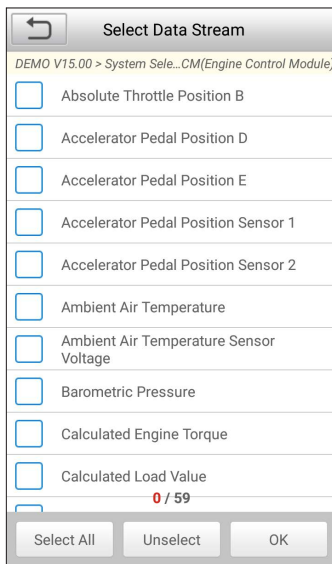 Select Data Stream
DEMO V15.00 > System Sele...CM(Engine Control Module)
Absolute Throttle Position B
Accelerator Pedal Position D
Accelerator Pedal Position E
Accelerator Pedal Position Sensor 1
Accelerator Pedal Position Sensor 2
Ambient Air Temperature
Ambient Air Temperature Sensor
Voltage
Barometric Pressure
Calculated Engine Torque
Calculated Load Value
0 / 59
Select All Unselect OK